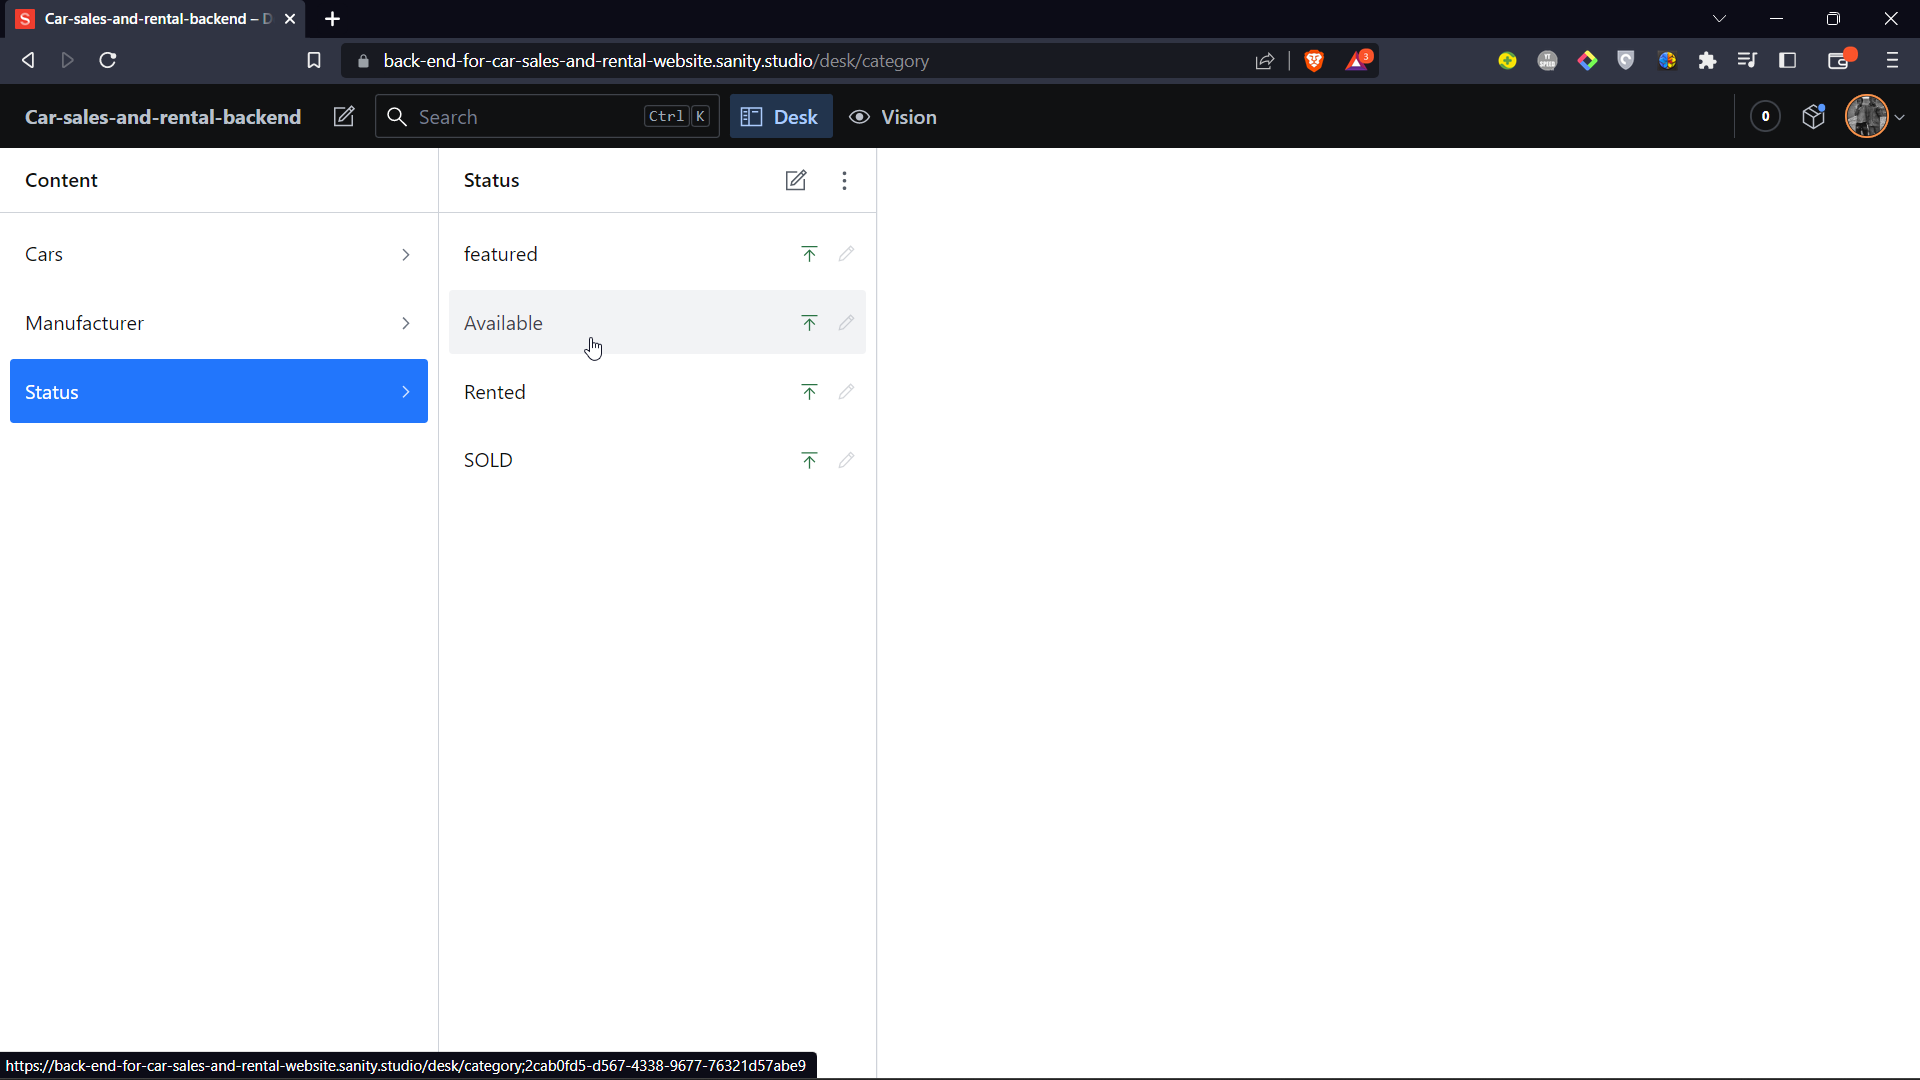 S Car-sales-and-rental-backend – D
back-end-for-car-sales-and-rental-website.sanity.studio/desk/category
3
YT SPEED
Car-sales-and-rental-backend
Search Ctrl K
Desk
Vision
0
Content
Status
Cars
featured
Manufacturer
Available
Status
Rented
SOLD
https://back-end-for-car-sales-and-rental-website.sanity.studio/desk/category;2cab0fd5-d567-4338-9677-76321d57abe9